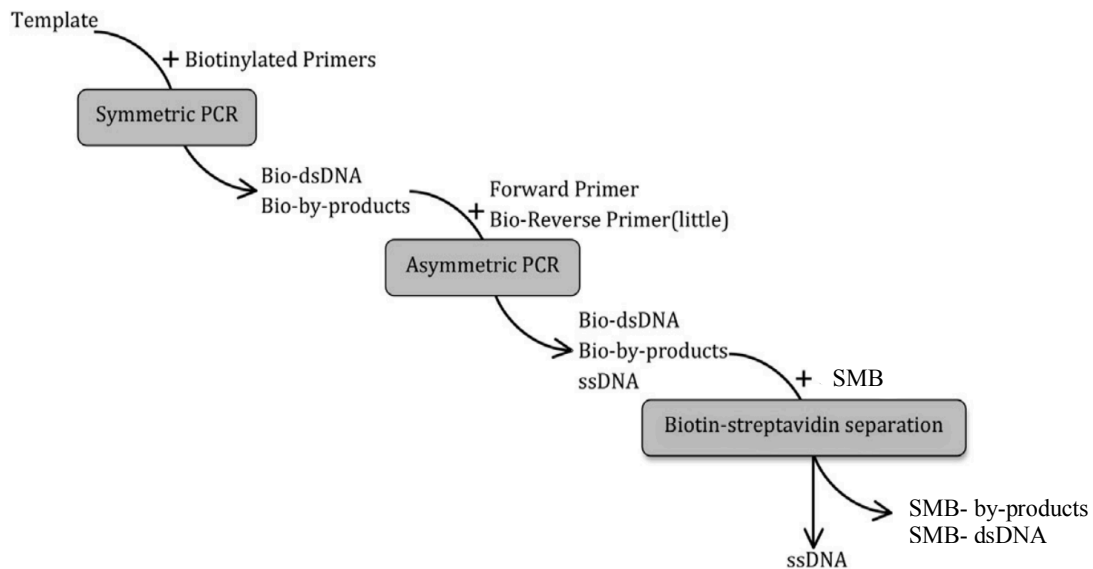 Template
+ Biotinylated Primers
Symmetric PCR
Bio-dsDNA
Bio-by-products
+
Forward Primer
Bio-Reverse Primer(little)
Asymmetric PCR
Bio-dsDNA
Bio-by-products
ssDNA
+ SMB
Biotin-streptavidin separation
SMB- by-products
SMB- dsDNA
ssDNA